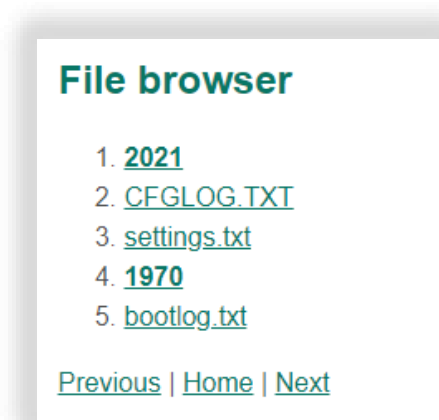 File browser
1. 2021
2. CFGLOG.TXT
3. settings.txt
4. 1970
5. bootlog.txt
Previous | Home | Next